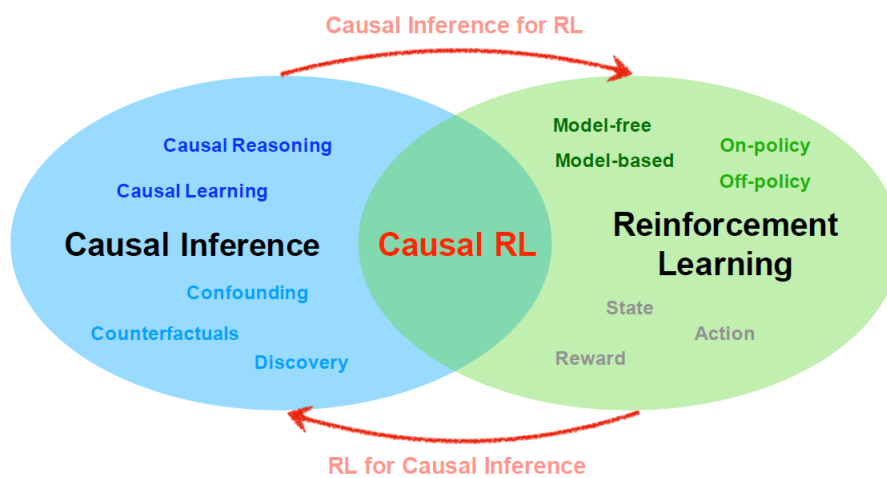 Causal Inference for RL
Causal Reasoning
Causal Learning
Causal Inference
Confounding
Counterfactuals
Discovery
Causal RL
Model-free
Model-based
On-policy
Off-policy
Reinforcement
Learning
State
Action
Reward
RL for Causal Inference